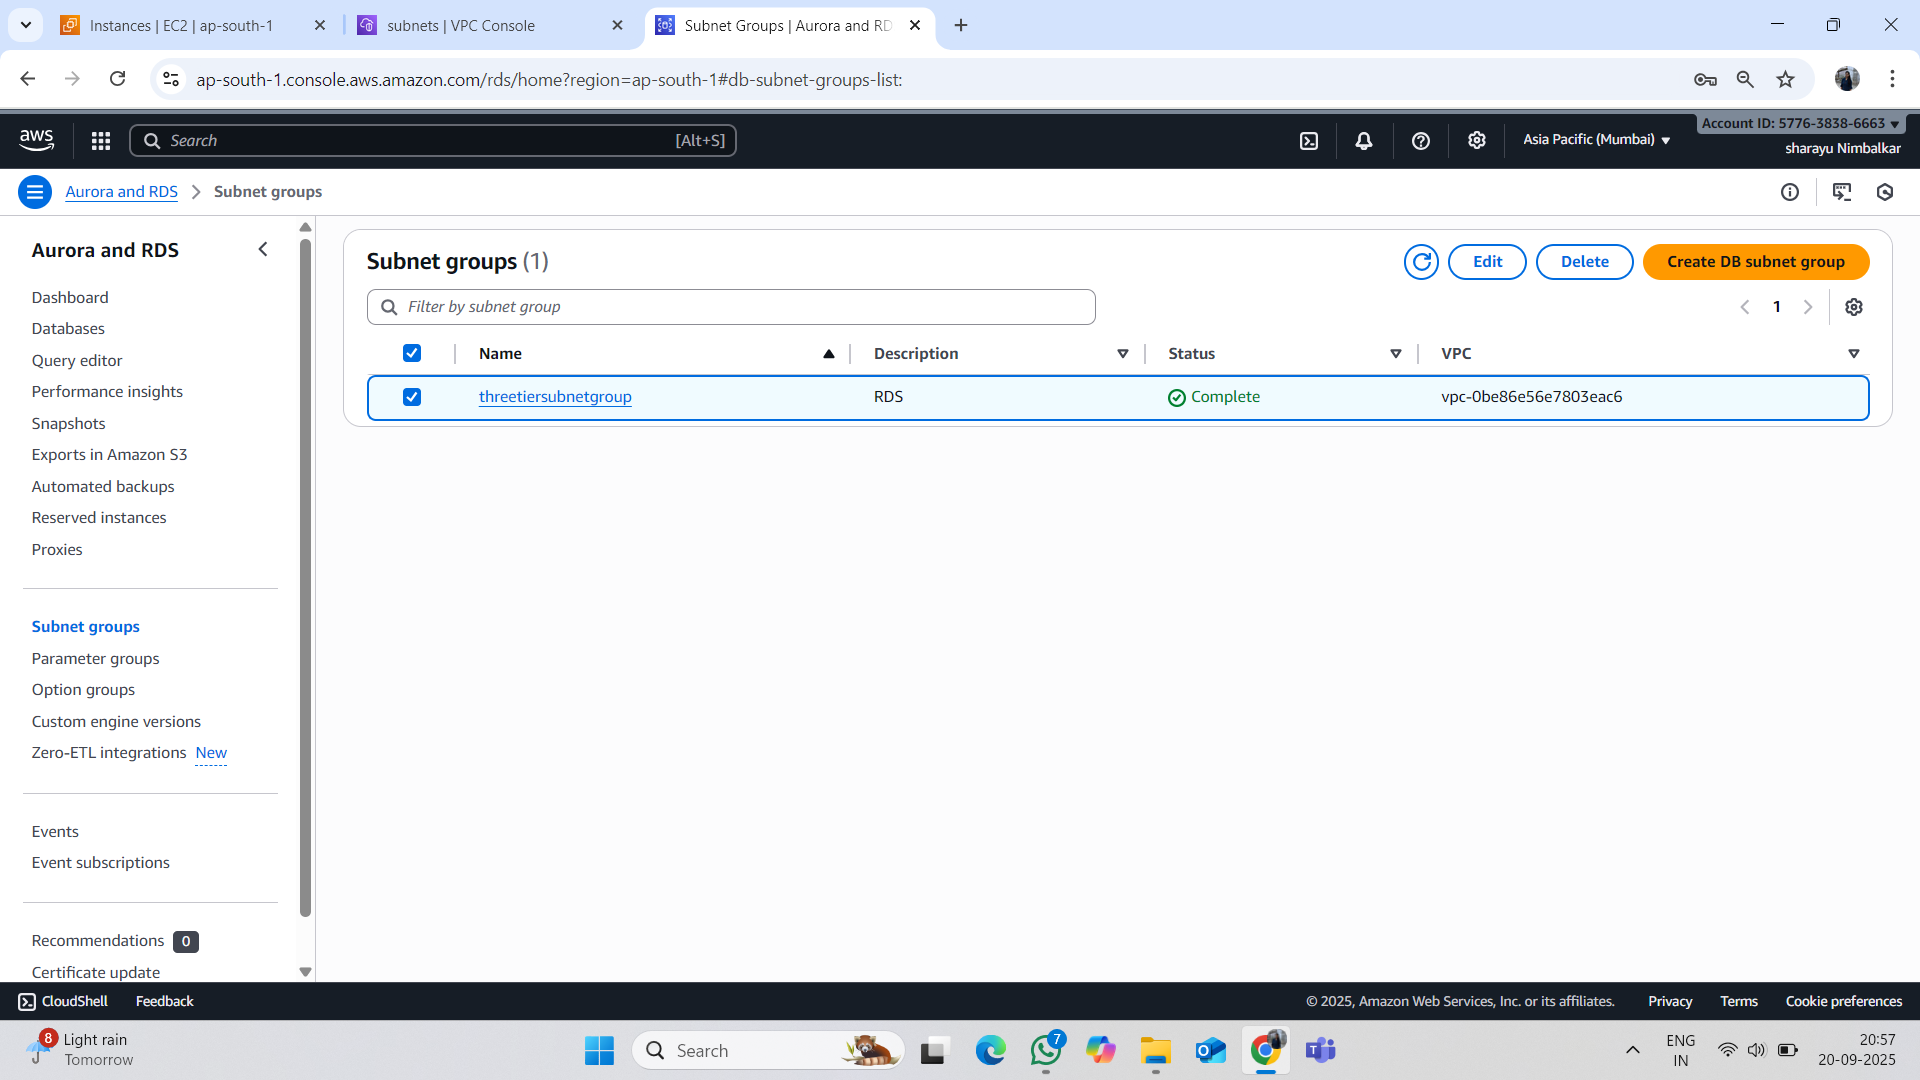 Instances | EC2 | ap-south-1
subnets | VPC Console
Subnet Groups | Aurora and RD
ap-south-1.console.aws.amazon.com/rds/home?region=ap-south-1#db-subnet-groups-list:
aws
Search
[Alt+S]
Asia Pacific (Mumbai)
Account ID: 5776-3838-6663
sharayu Nimbalkar
Aurora and RDS
Subnet groups
Aurora and RDS
Dashboard
Databases
Query editor
Performance insights
Snapshots
Exports in Amazon S3
Automated backups
Reserved instances
Proxies
Subnet groups
Parameter groups
Option groups
Custom engine versions
Zero-ETL integrations New
Events
Event subscriptions
Recommendations 0
Certificate update
Subnet groups (1)
Edit
Delete
Create DB subnet group
Filter by subnet group
1
Name Description Status VPC
threetiersubnetgroup RDS Complete vpc-0be86e56e7803eac6
CloudShell
Feedback
© 2025, Amazon Web Services, Inc. or its affiliates.
Privacy
Terms
Cookie preferences
8
Light rain
Tomorrow
Search
7
ENG
IN
20:57
20-09-2025